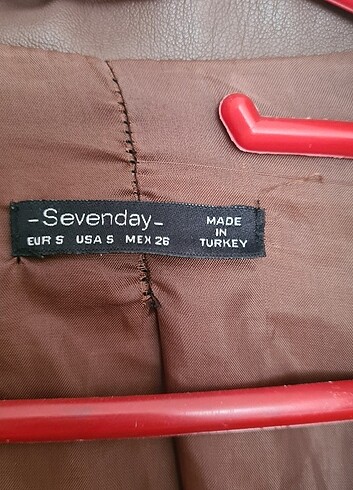 -Sevenday-
EUR S USA S MEX 26
MADE
IN
TURKEY